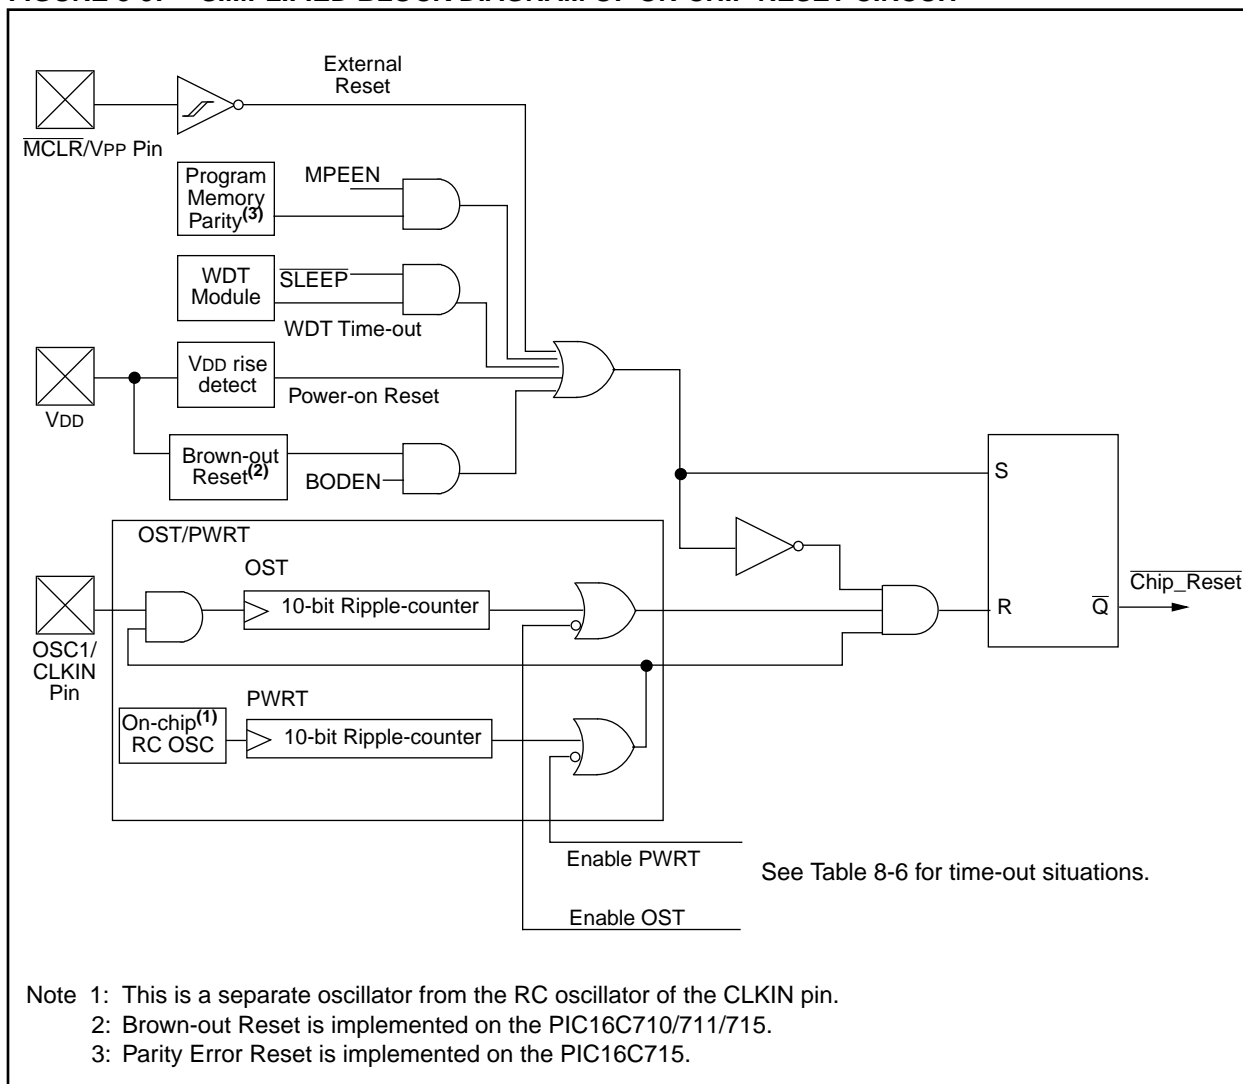 External
Reset
MCLR/VPP Pin
Program
Memory
Parity(3)
MPEEN
WDT
Module
SLEEP
WDT Time-out
VDD rise
detect
Power-on Reset
VDD
Brown-out
Reset(2)
BODEN
OST/PWRT
OST
10-bit Ripple-counter
OSC1/
CLKIN
Pin
PWRT
On-chip(1)
RC OSC
10-bit Ripple-counter
S
R
Q
Chip_Reset
Enable PWRT
See Table 8-6 for time-out situations.
Enable OST
Note 1: This is a separate oscillator from the RC oscillator of the CLKIN pin.
2: Brown-out Reset is implemented on the PIC16C710/711/715.
3: Parity Error Reset is implemented on the PIC16C715.